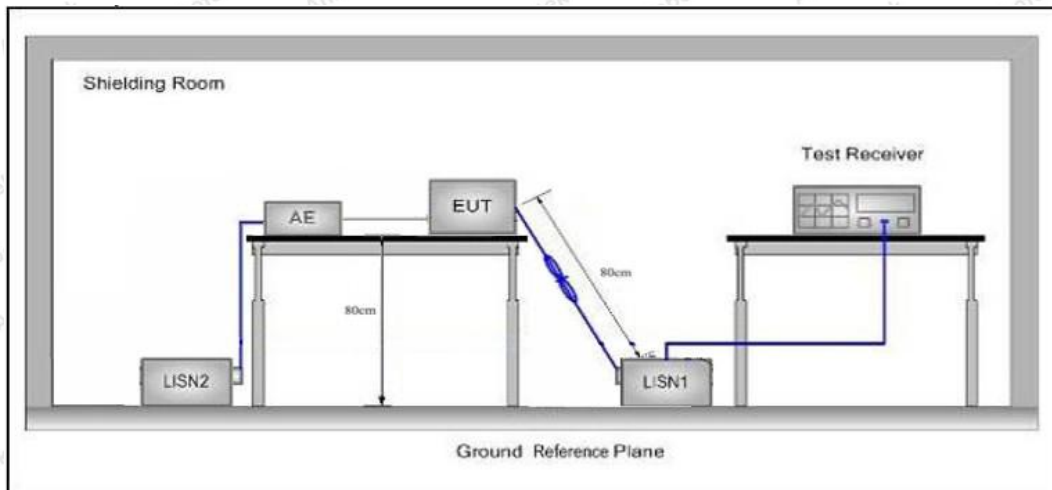 Shielding Room
Test Receiver
AE
EUT
80cm
80cm
LISN2
LISN1
Ground Reference Plane